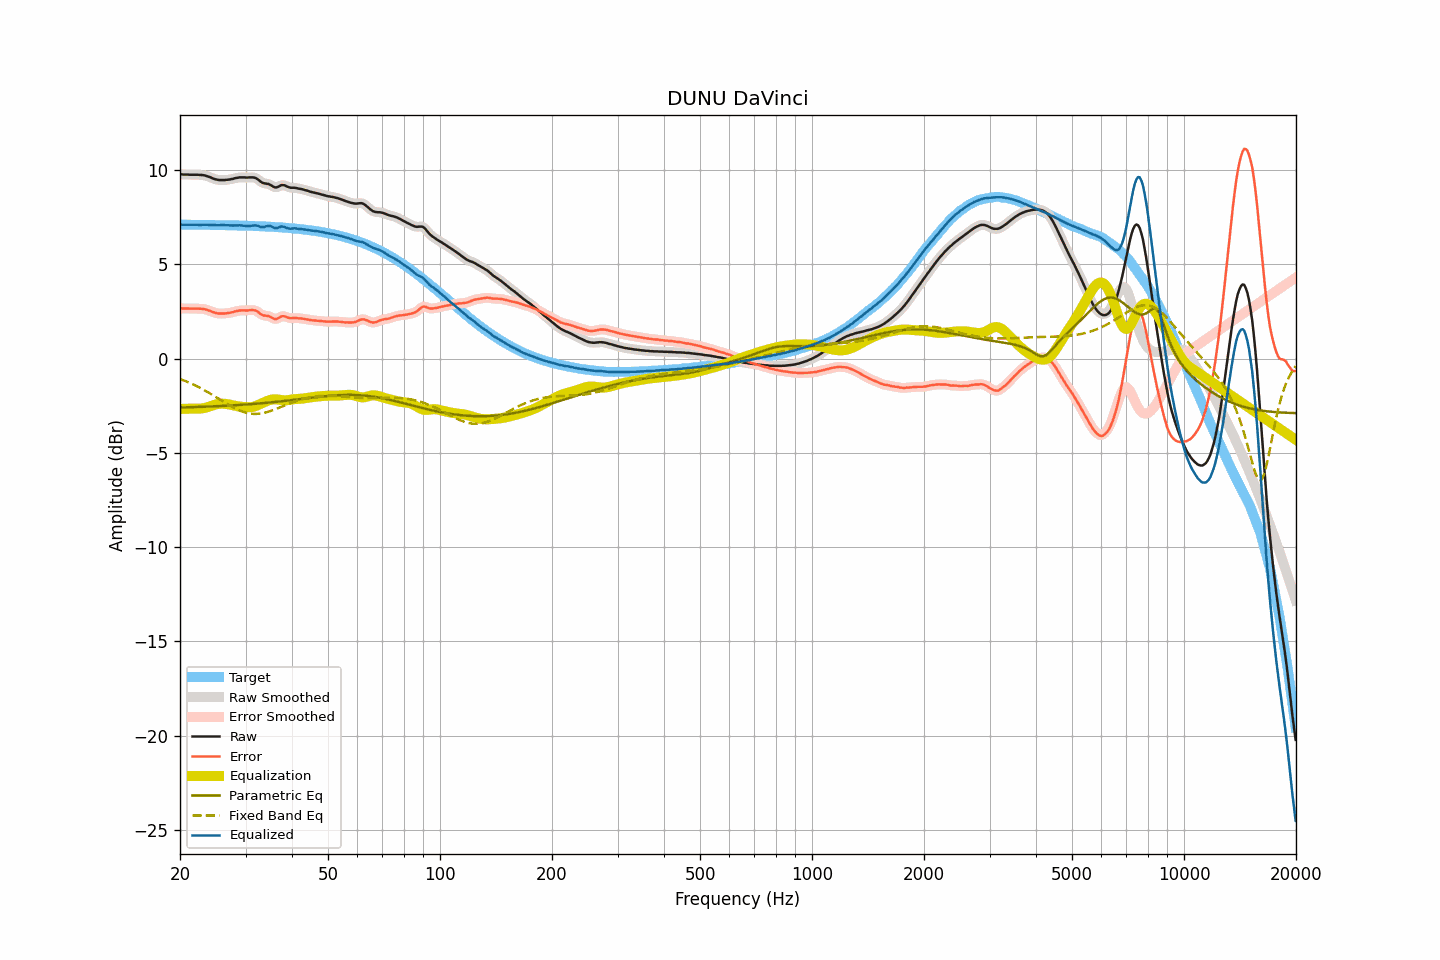 DUNU DaVinci
10
5
0
−5
−10
−15
−20
−25
Amplitude (dBr)
Target
Raw Smoothed
Error Smoothed
Raw
Error
Equalization
Parametric Eq
Fixed Band Eq
Equalized
20 50 100 200 500 1000 2000 5000 10000 20000
Frequency (Hz)